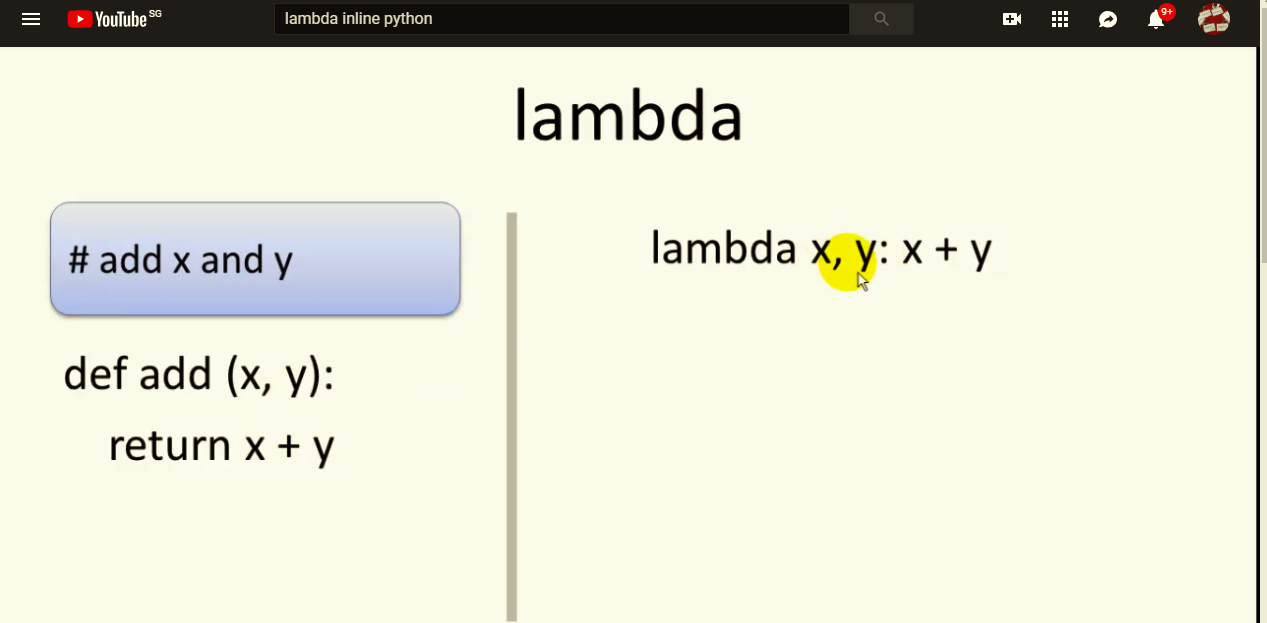 YouTube SG
lambda inline python
9+
lambda
# add x and y
def add (x, y):
return x + y
lambda x, y: x + y